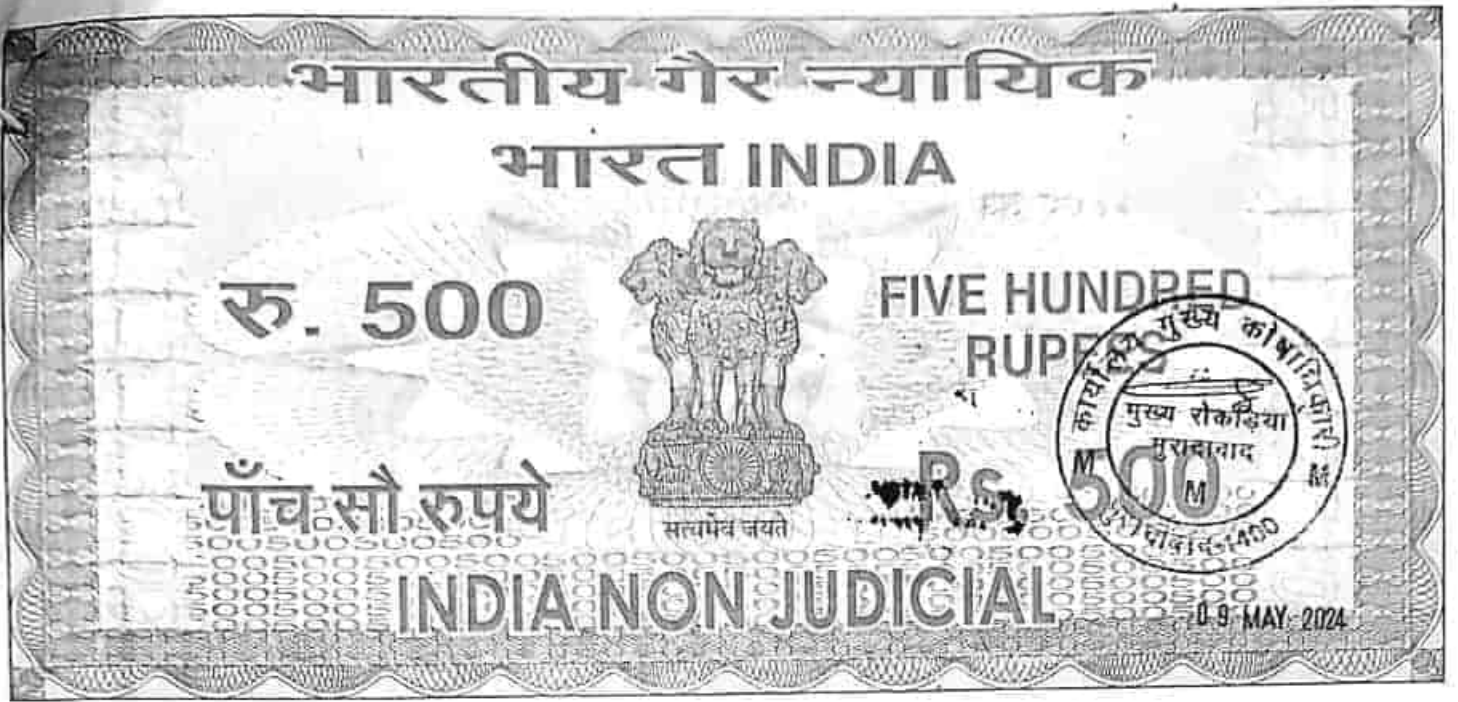 भारतीय गैर न्यायिक
भारत INDIA
रु. 500
FIVE HUNDRED
RUPEES
पाँच सौ रुपये
सत्यमेव जयते
Rs. 500
कार्यालय मुख्य कोषाधिकारी
मुख्य रोकड़िया
मुरादाबाद
M M M
INDIA NON JUDICIAL
09 MAY 2024